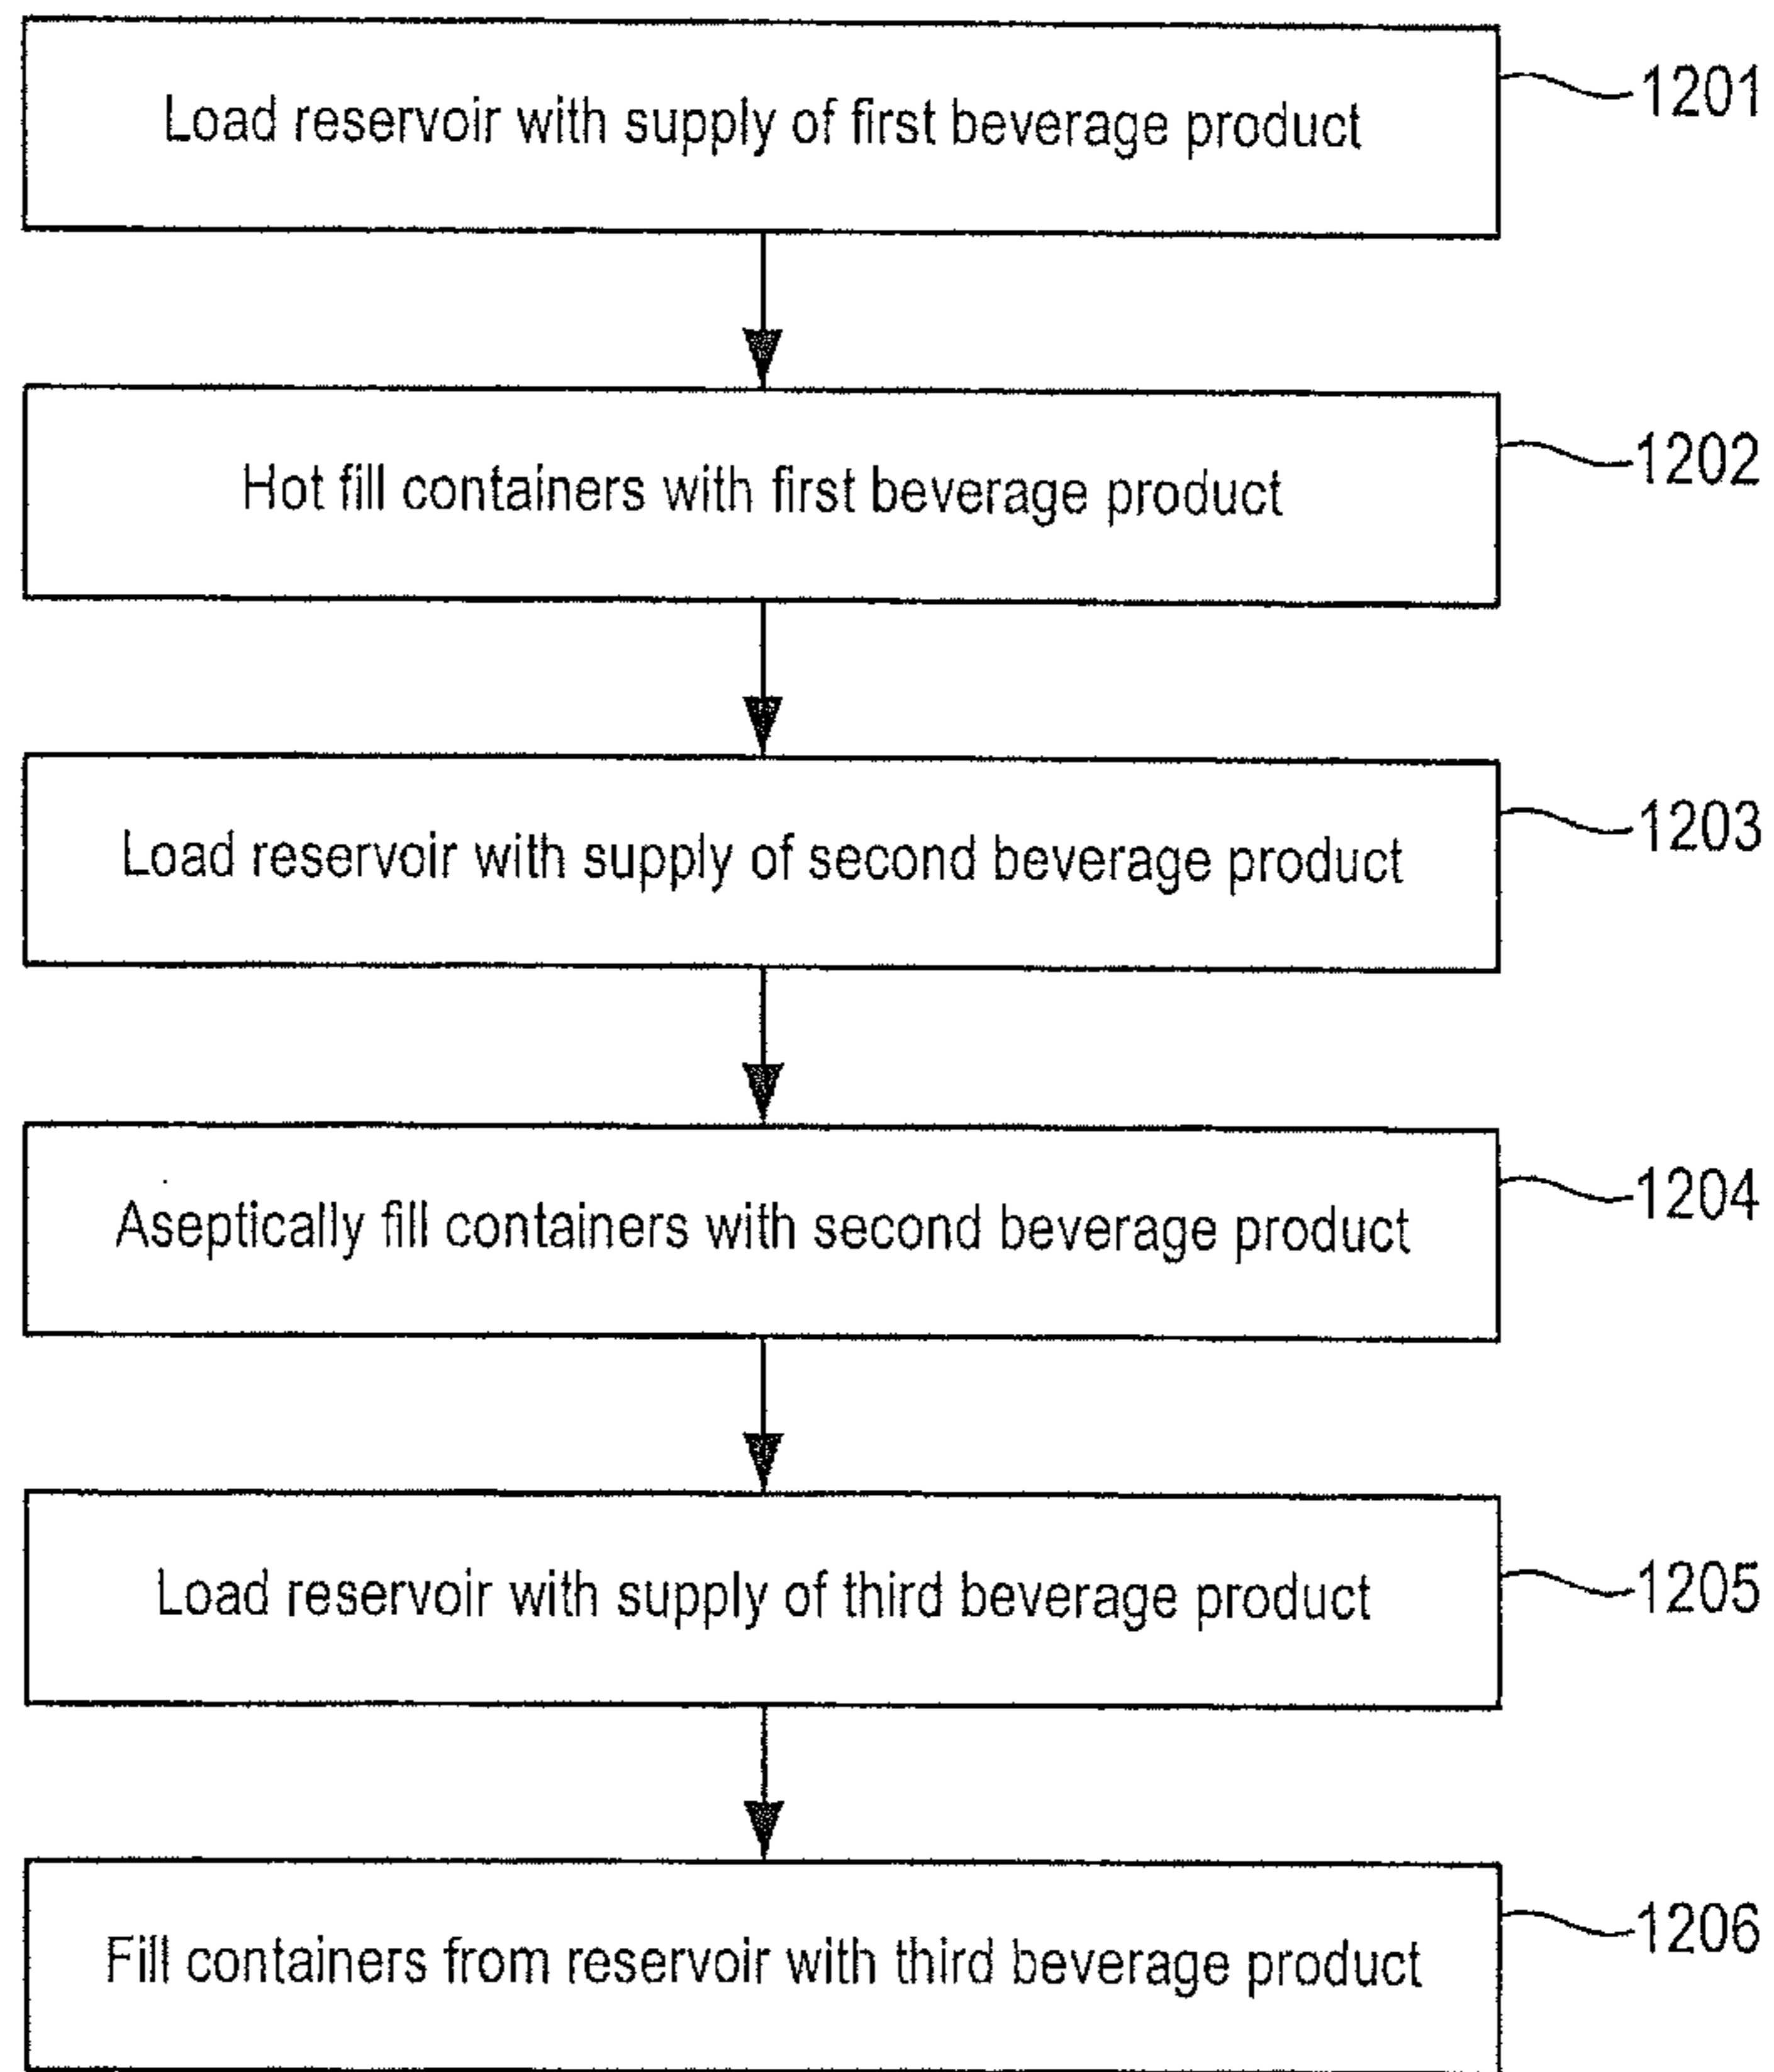 Load reservoir with supply of first beverage product
1201
Hot fill containers with first beverage product
1202
Load reservoir with supply of second beverage product
1203
Aseptically fill containers with second beverage product
1204
Load reservoir with supply of third beverage product
1205
Fill containers from reservoir with third beverage product
1206